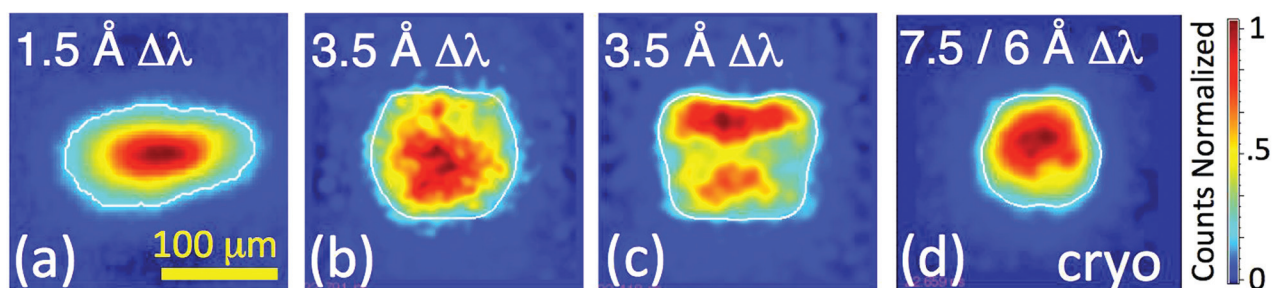 1.5 Å Δλ
(a)
100 μm
3.5 Å Δλ
(b)
3.5 Å Δλ
(c)
7.5 / 6 Å Δλ
(d)
cryo
Counts Normalized
1
.5
0